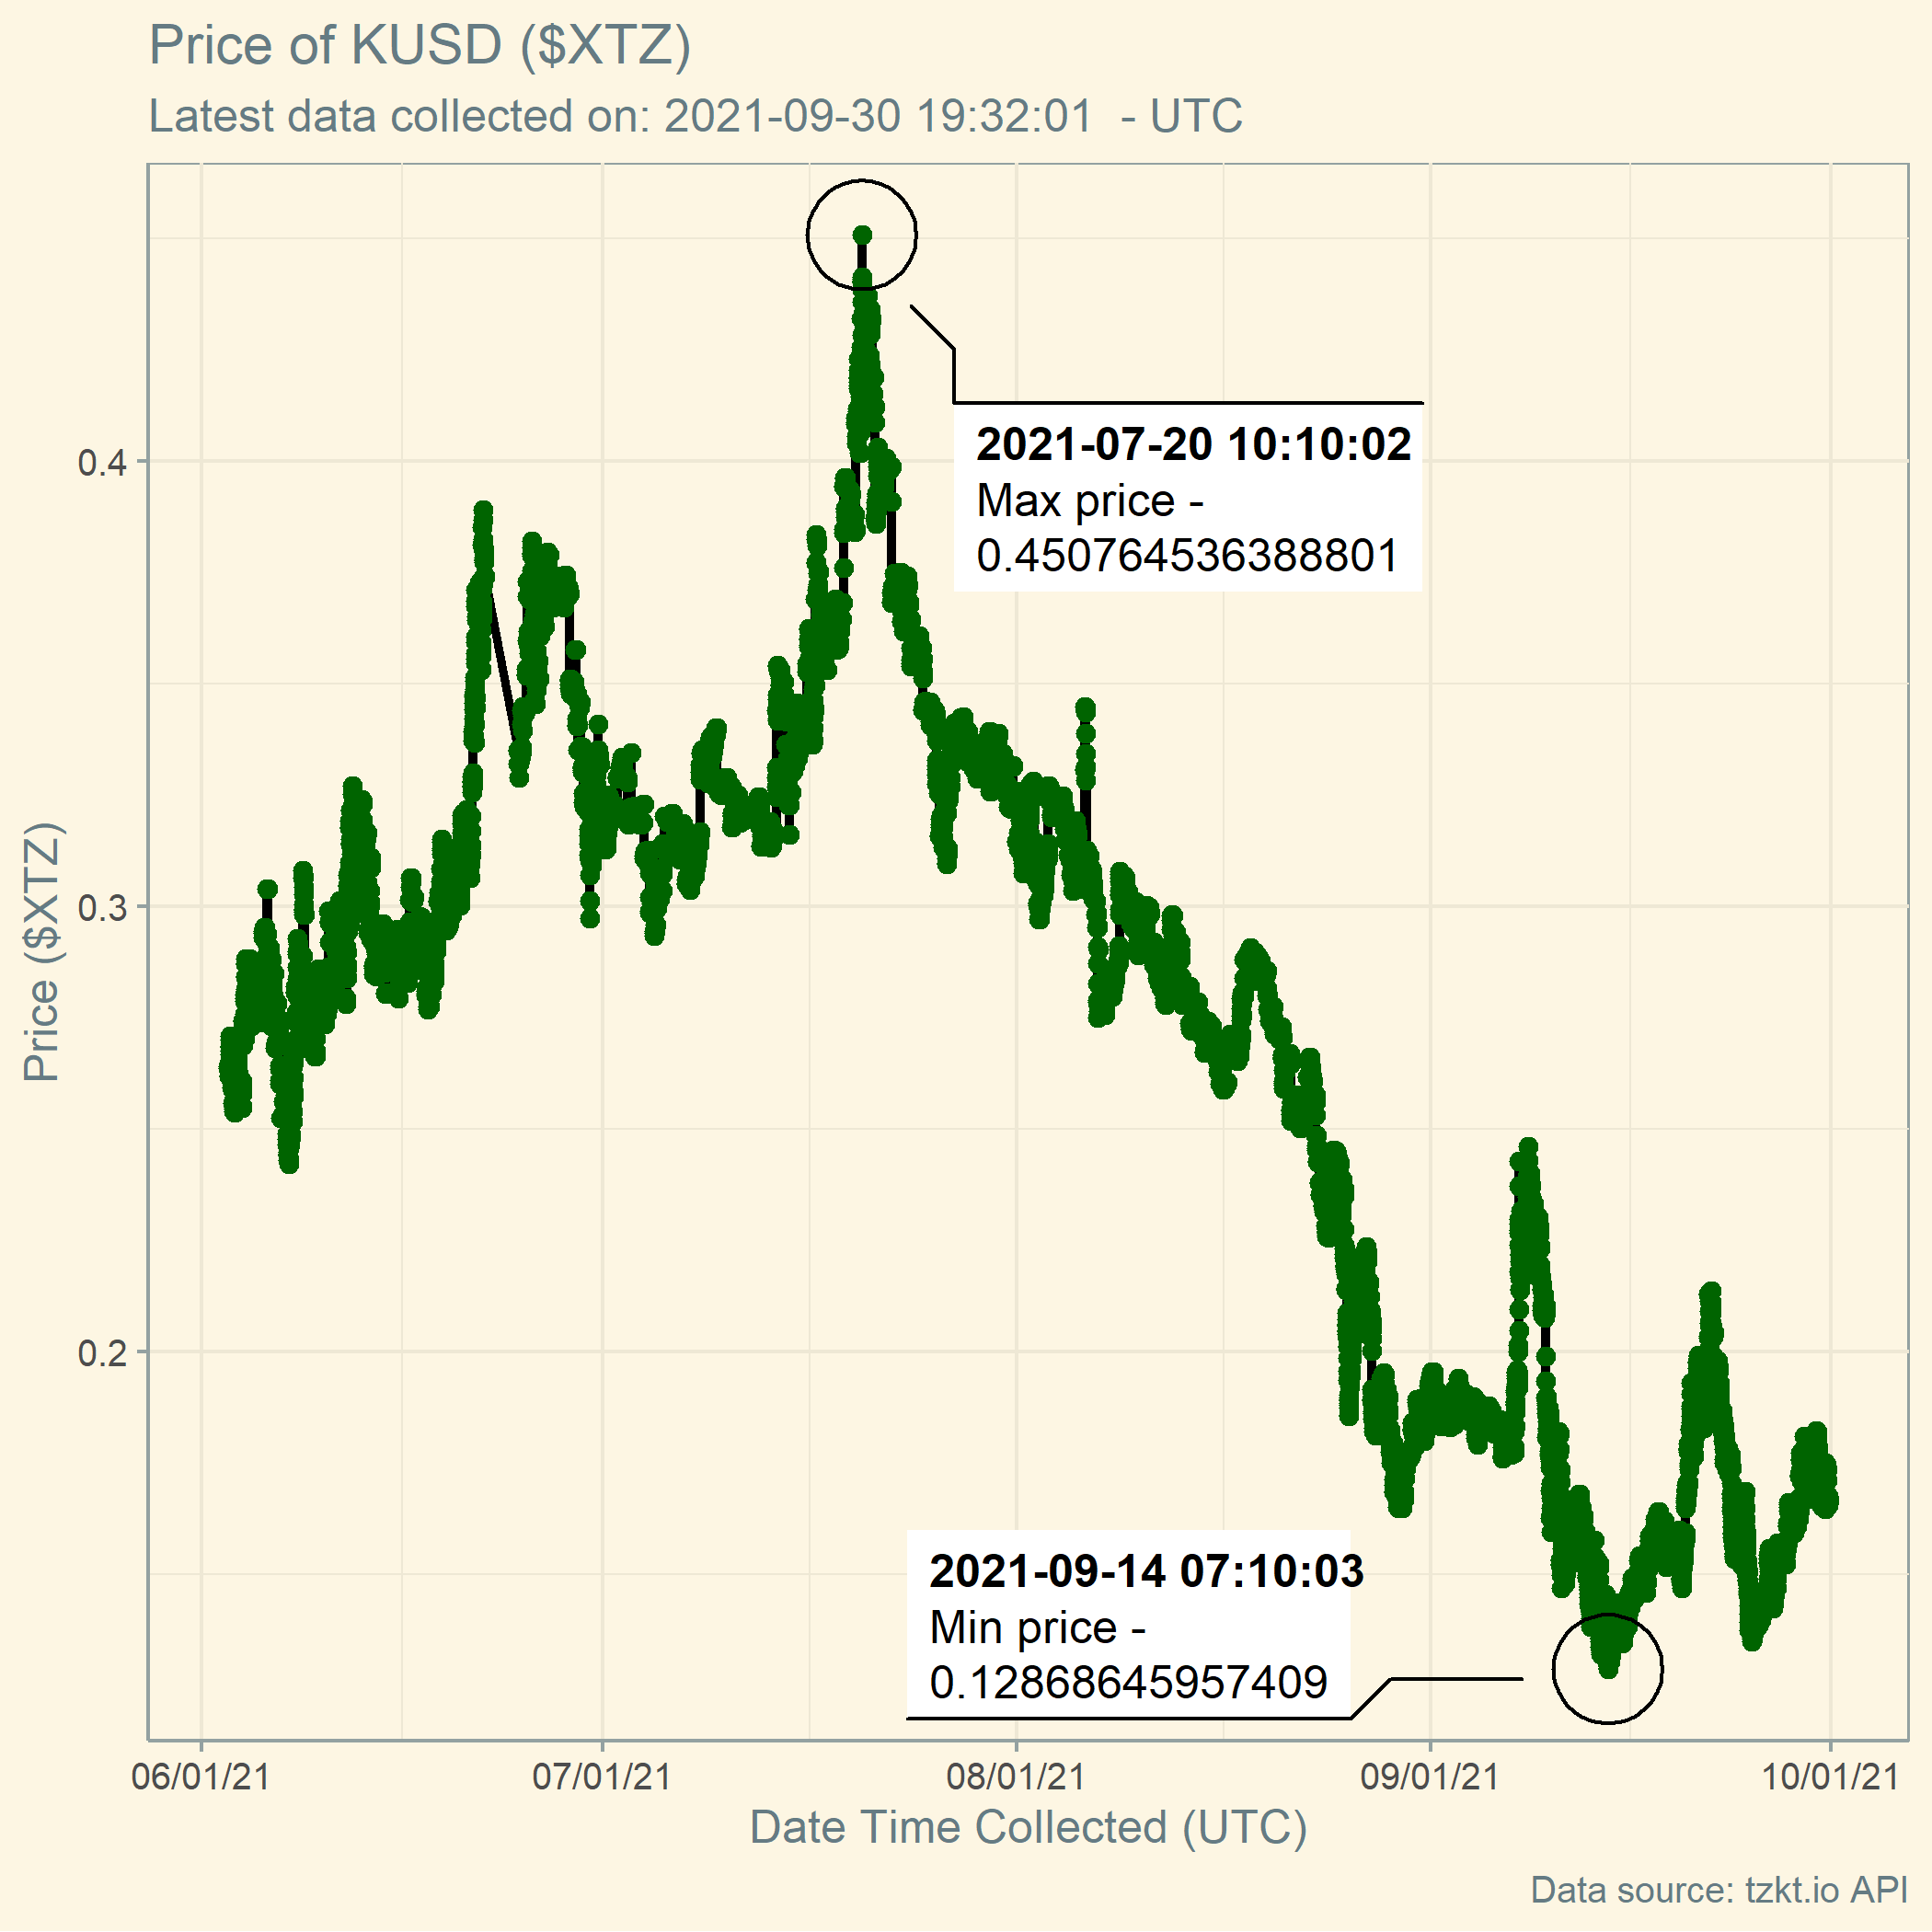 Price of KUSD ($XTZ)
Latest data collected on: 2021-09-30 19:32:01  - UTC
Price ($XTZ)
0.4
0.3
0.2
2021-07-20 10:10:02
Max price -
0.450764536388801
2021-09-14 07:10:03
Min price -
0.12868645957409
06/01/21
07/01/21
08/01/21
09/01/21
10/01/21
Date Time Collected (UTC)
Data source: tzkt.io API